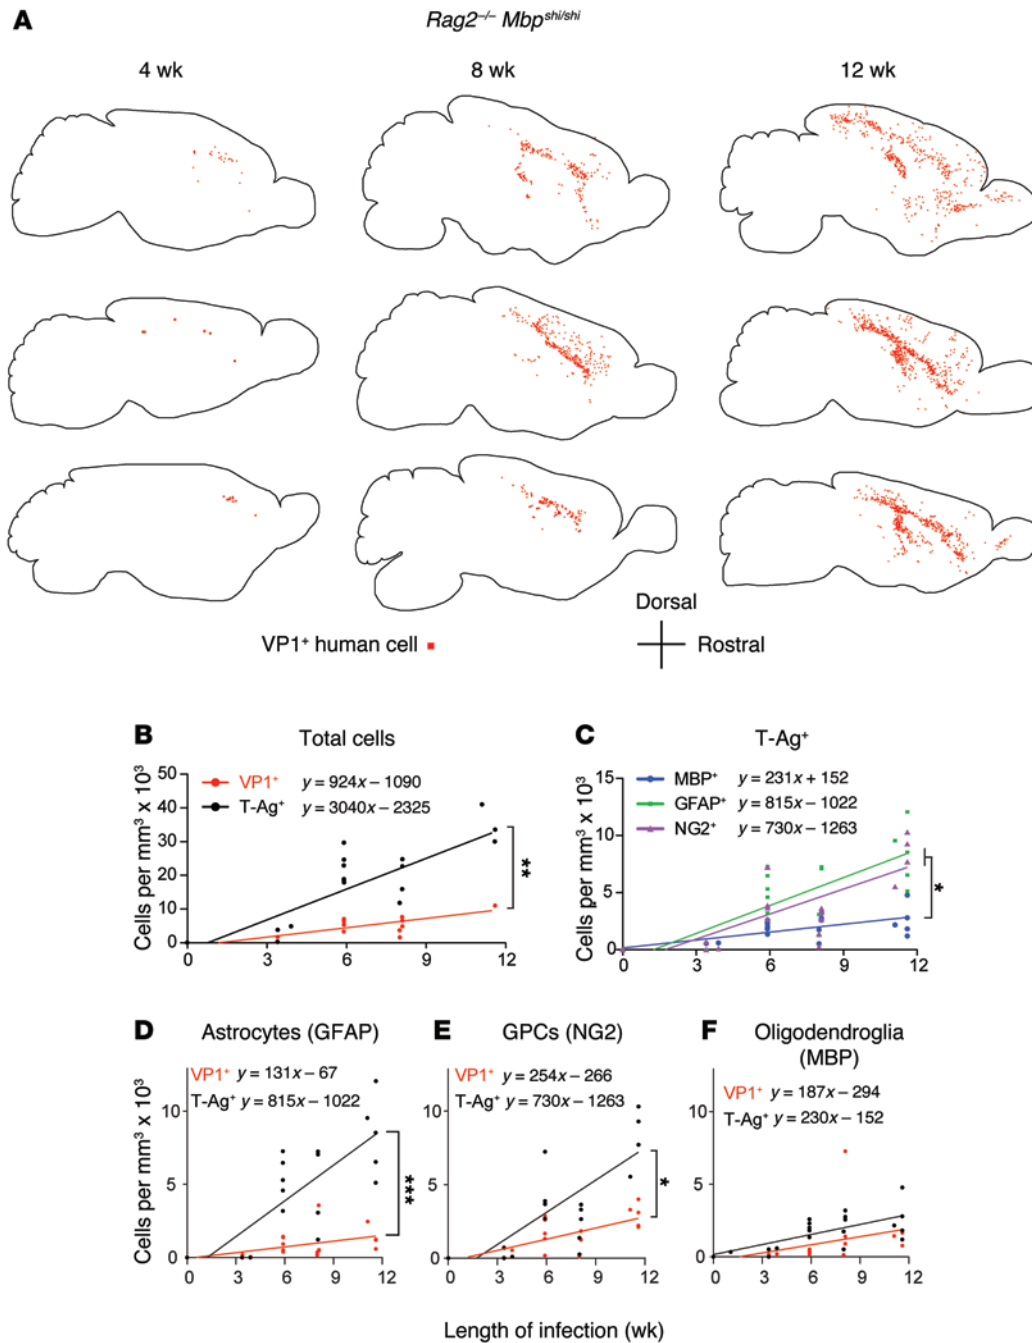 A
Rag2–/– Mbpshi/shi
4 wk 8 wk 12 wk
VP1+ human cell
Dorsal
Rostral
B Total cells
VP1+ y = 924x – 1090
T-Ag+ y = 3040x – 2325
Cells per mm3 x 103
50
40
30
20
10
0
0 3 6 9 12
**
C T-Ag+
MBP+ y = 231x + 152
GFAP+ y = 815x – 1022
NG2+ y = 730x – 1263
Cells per mm3 x 103
15
10
5
0
0 3 6 9 12
*
D Astrocytes (GFAP)
VP1+ y = 131x – 67
T-Ag+ y = 815x – 1022
Cells per mm3 x 103
10
5
0
0 3 6 9 12
***
E GPCs (NG2)
VP1+ y = 254x – 266
T-Ag+ y = 730x – 1263
10
5
0
0 3 6 9 12
*
F Oligodendroglia
(MBP)
VP1+ y = 187x – 294
T-Ag+ y = 230x – 152
10
5
0
0 3 6 9 12
Length of infection (wk)